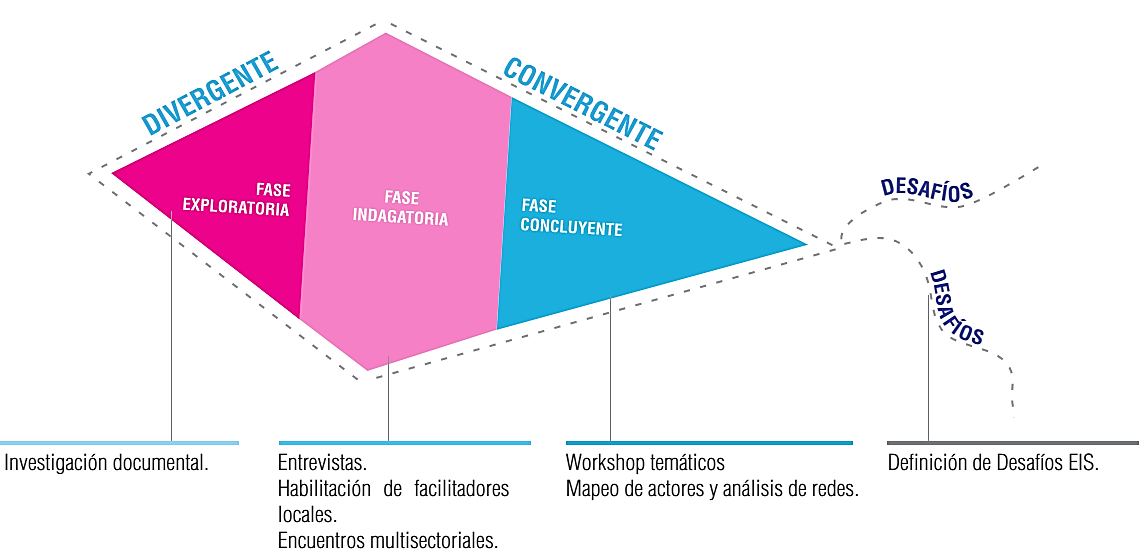 DIVERGENTE
CONVERGENTE
FASE
EXPLORATORIA
FASE
INDAGATORIA
FASE
CONCLUYENTE
DESAFÍOS
DESAFÍOS
Investigación documental.
Entrevistas.
Habilitación de facilitadores
locales.
Encuentros multisectoriales.
Workshop temáticos
Mapeo de actores y análisis de redes.
Definición de Desafíos EIS.